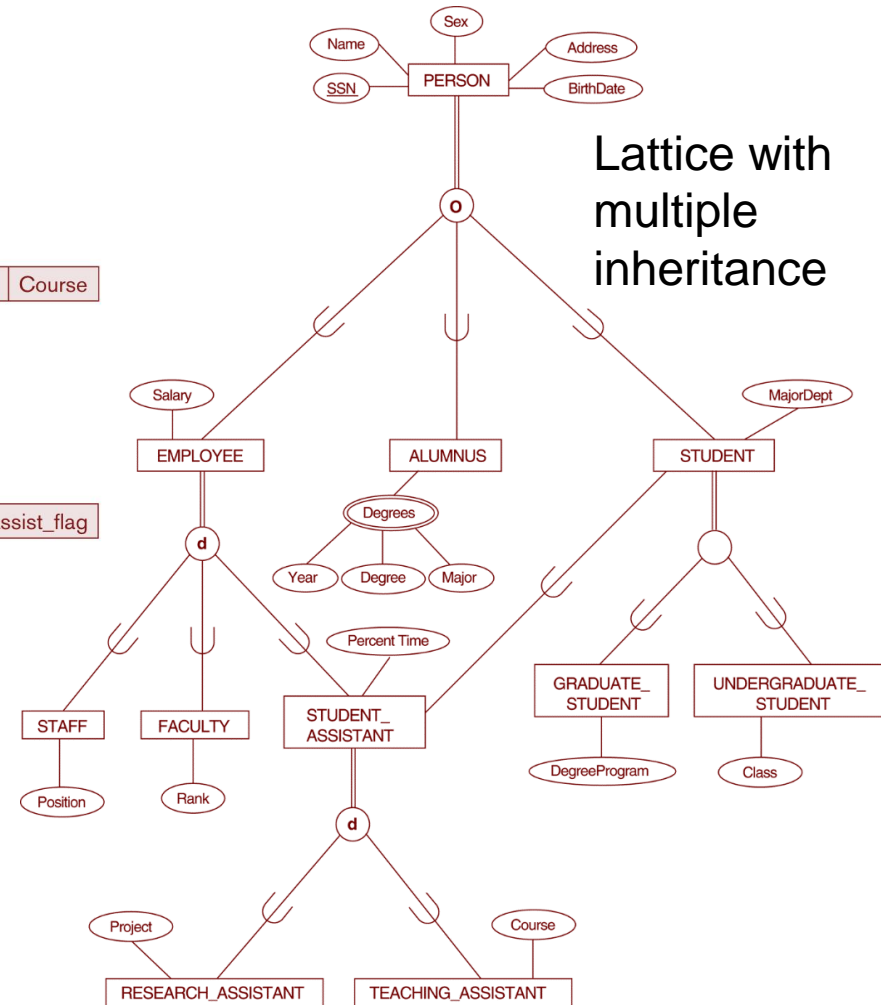 Sex
Name
Address
PERSON
SSN
BirthDate
Lattice with
multiple
inheritance
O
Course
Salary
MajorDept
EMPLOYEE
ALUMNUS
STUDENT
Degrees
ssist_flag
d
Year
Degree
Major
Percent Time
GRADUATE_
STUDENT
UNDERGRADUATE_
STUDENT
STAFF
FACULTY
STUDENT_
ASSISTANT
DegreeProgram
Class
Position
Rank
d
Project
Course
RESEARCH_ASSISTANT
TEACHING_ASSISTANT